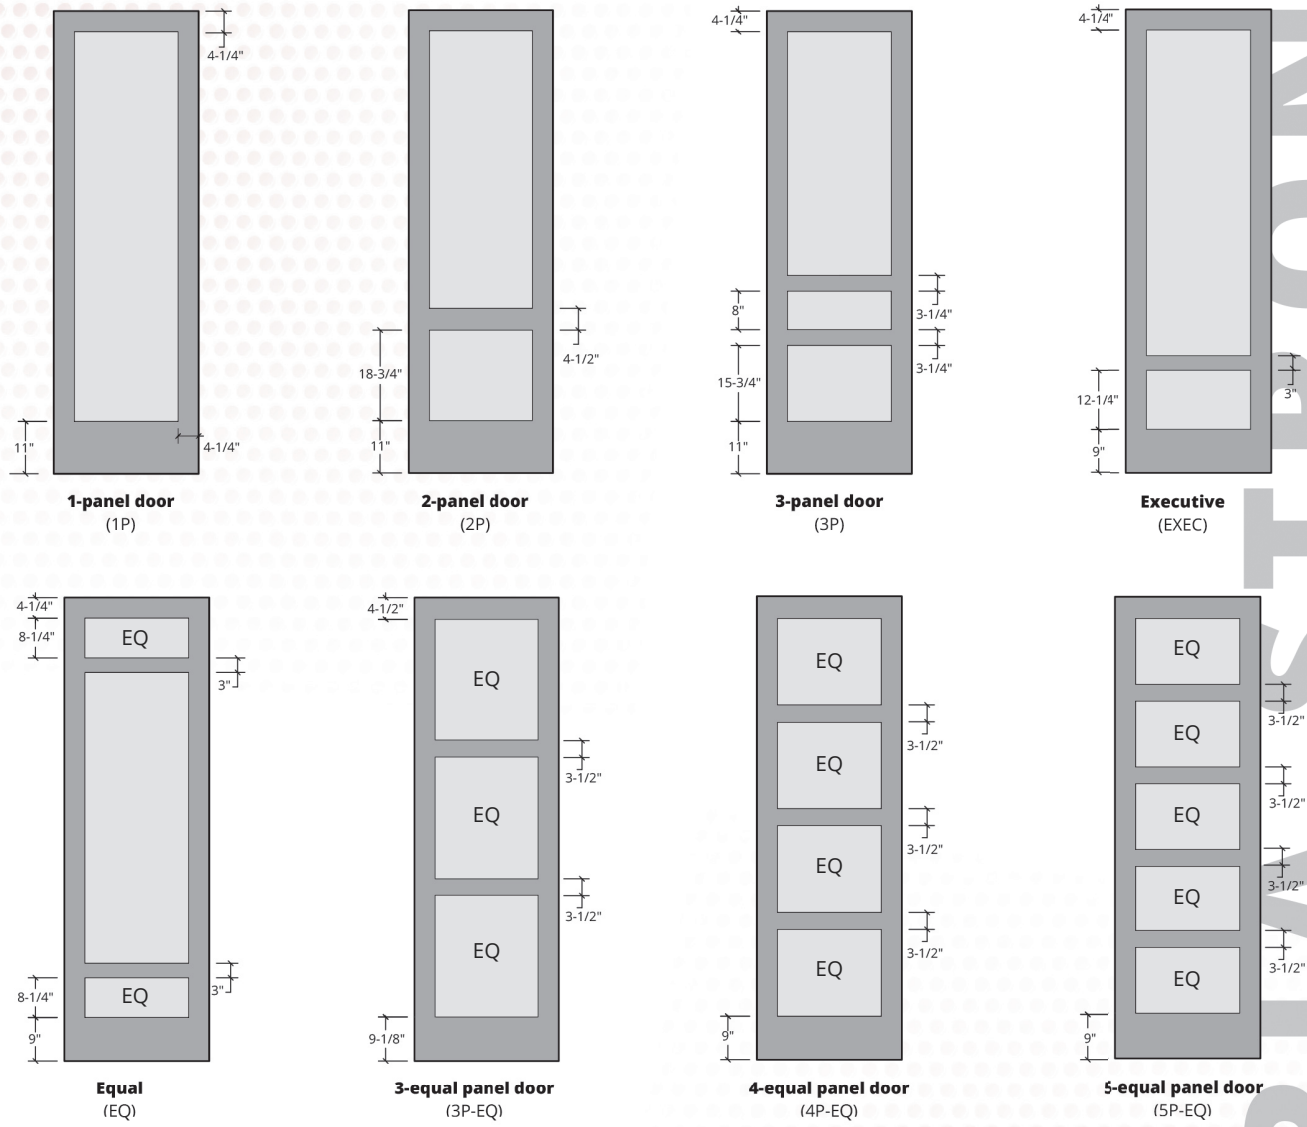 4-1/4"
11"
4-1/4"
1-panel door
(1P)
4-1/2"
18-3/4"
11"
2-panel door
(2P)
4-1/4"
8"
3-1/4"
3-1/4"
15-3/4"
11"
3-panel door
(3P)
4-1/4"
3"
12-1/4"
9"
Executive
(EXEC)
4-1/4"
8-1/4"
EQ
3"
8-1/4"
EQ
3"
9"
Equal
(EQ)
4-1/2"
EQ
3-1/2"
EQ
3-1/2"
EQ
9-1/8"
3-equal panel door
(3P-EQ)
EQ
3-1/2"
EQ
3-1/2"
EQ
3-1/2"
EQ
9"
4-equal panel door
(4P-EQ)
EQ
3-1/2"
EQ
3-1/2"
EQ
3-1/2"
EQ
3-1/2"
EQ
9"
5-equal panel door
(5P-EQ)